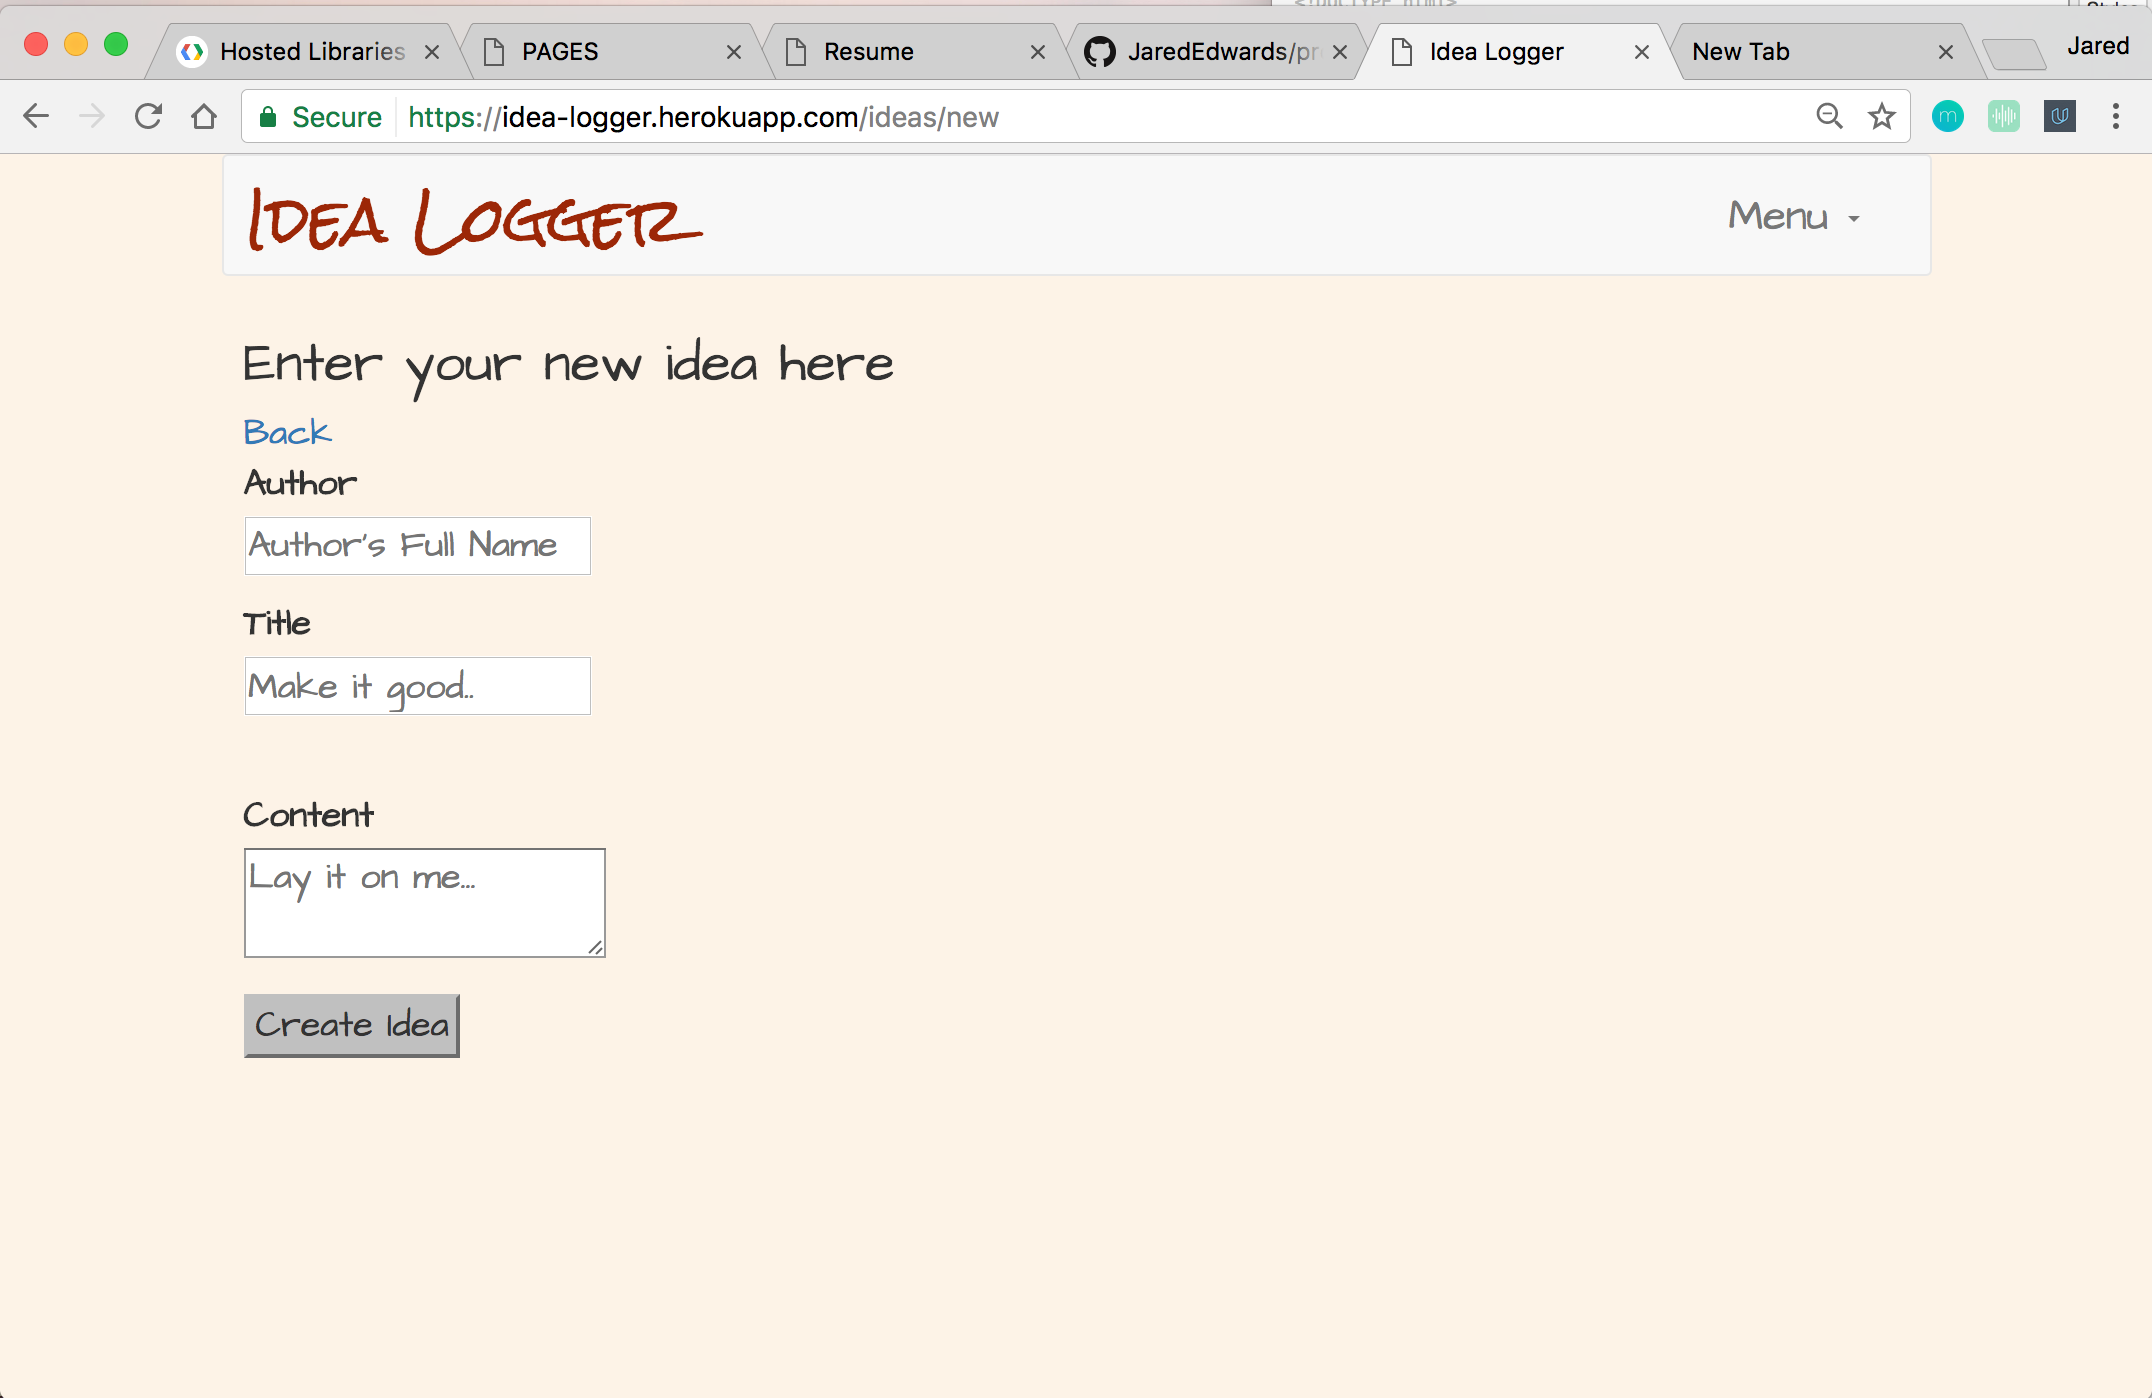 Hosted Libraries
PAGES
Resume
JaredEdwards/pr
Idea Logger
New Tab
Jared
Secure
https://idea-logger.herokuapp.com/ideas/new
Idea Logger
Menu
Enter your new idea here
Back
Author
Author's Full Name
Title
Make it good..
Content
Lay it on me...
Create Idea